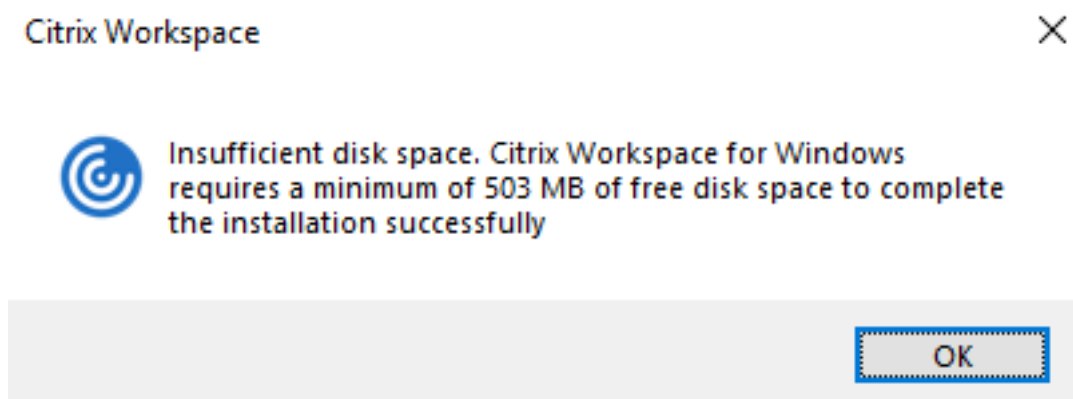 Citrix Workspace
Insufficient disk space. Citrix Workspace for Windows
requires a minimum of 503 MB of free disk space to complete
the installation successfully
OK